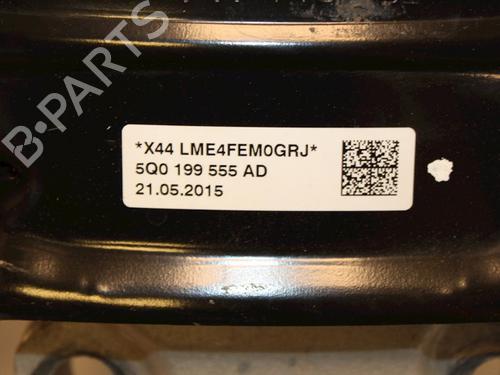 B-PARTS
*X44 LME4FEM0GRJ*
5Q0 199 555 AD
21.05.2015